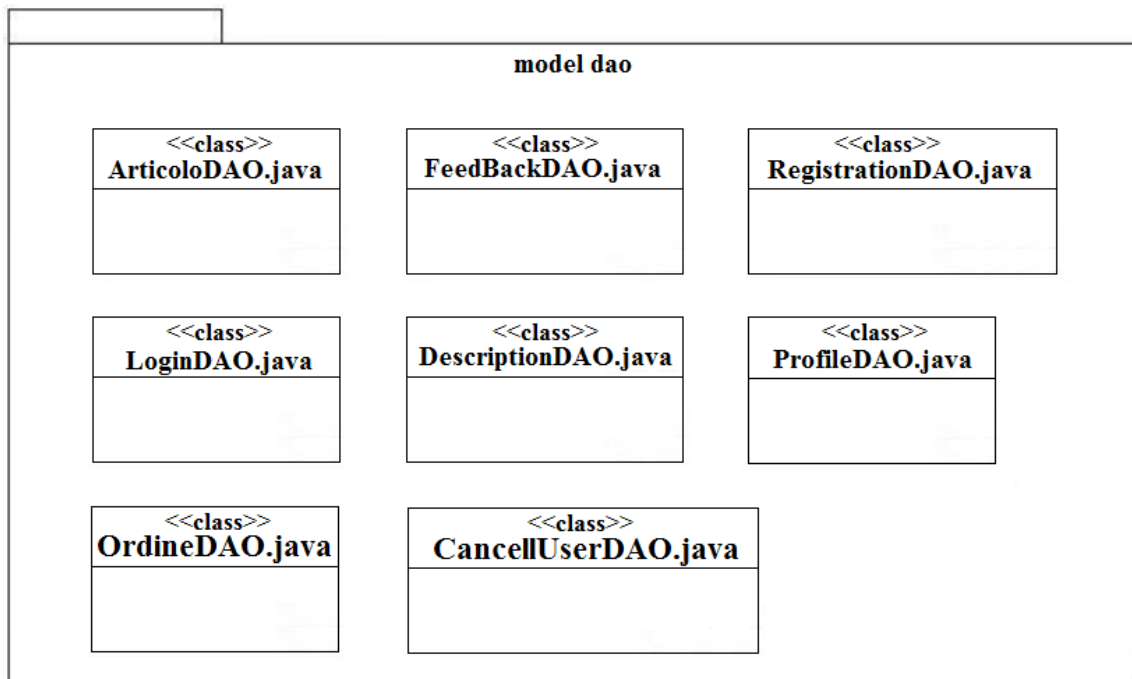 model dao
<<class>>
ArticoloDAO.java
<<class>>
FeedBackDAO.java
<<class>>
RegistrationDAO.java
<<class>>
LoginDAO.java
<<class>>
DescriptionDAO.java
<<class>>
ProfileDAO.java
<<class>>
OrdineDAO.java
<<class>>
CancellUserDAO.java